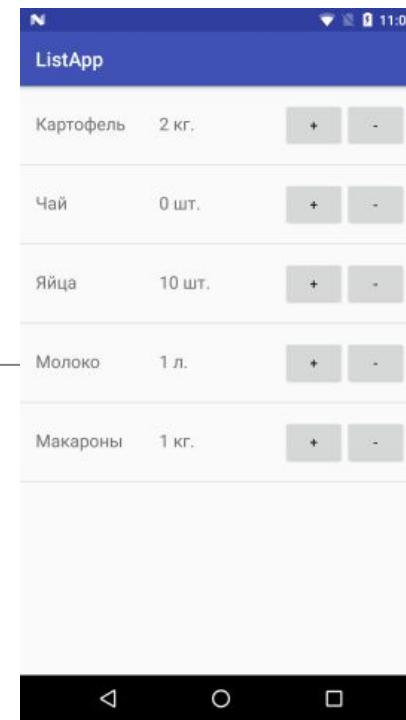 11:0
ListApp
Картофель 2 кг. + -
Чай 0 шт. + -
Яйца 10 шт. + -
Молоко 1 л. + -
Макароны 1 кг. + -